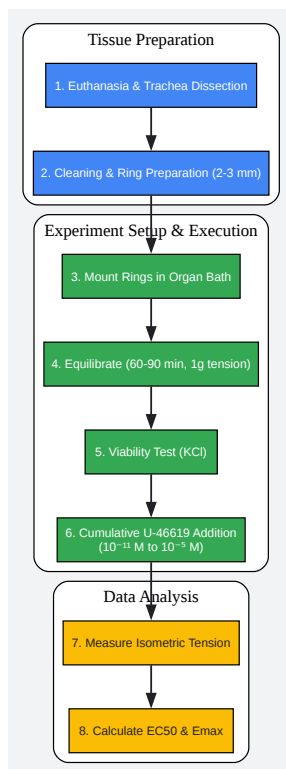 Tissue Preparation
1. Euthanasia & Trachea Dissection
2. Cleaning & Ring Preparation (2-3 mm)
Experiment Setup & Execution
3. Mount Rings in Organ Bath
4. Equilibrate (60-90 min, 1g tension)
5. Viability Test (KCl)
6. Cumulative U-46619 Addition
(10⁻¹¹ M to 10⁻⁵ M)
Data Analysis
7. Measure Isometric Tension
8. Calculate EC50 & Emax